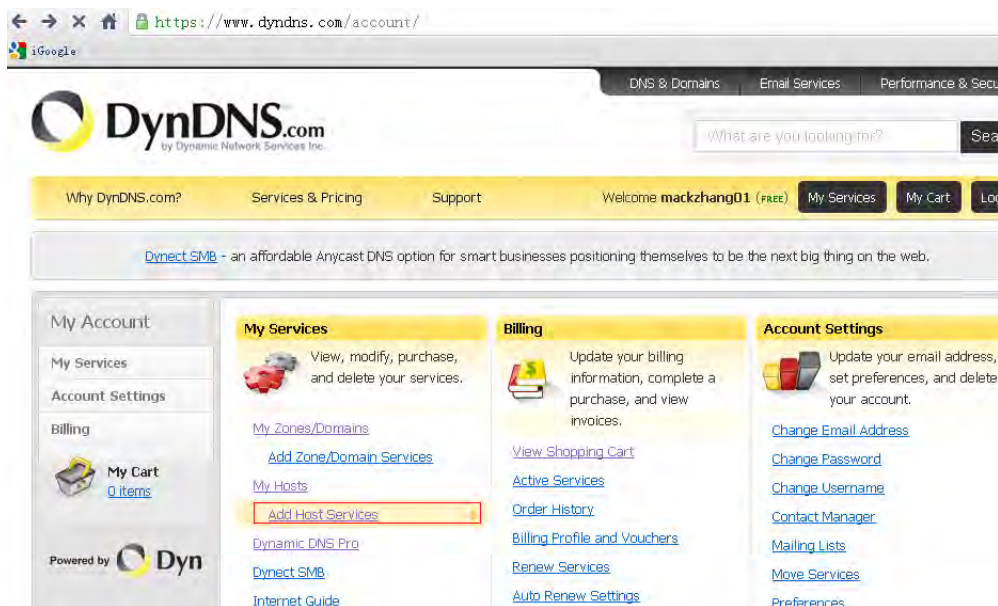 https://www.dyndns.com/account/
iGoogle
DNS & Domains Email Services Performance & Secu
DynDNS.com
by Dynamic Network Services Inc.
What are you looking for?
Sea
Why DynDNS.com? Services & Pricing Support Welcome mackzhang01 (FREE) My Services My Cart Lo
Dynect SMB - an affordable Anycast DNS option for smart businesses positioning themselves to be the next big thing on the web.
My Account
My Services
Account Settings
Billing
My Cart
0 items
Powered by Dyn
My Services
View, modify, purchase,
and delete your services.
My Zones/Domains
Add Zone/Domain Services
My Hosts
Add Host Services
Dynamic DNS Pro
Dynect SMB
Internet Guide
Billing
Update your billing
information, complete a
purchase, and view
invoices.
View Shopping Cart
Active Services
Order History
Billing Profile and Vouchers
Renew Services
Auto Renew Settings
Account Settings
Update your email address,
set preferences, and delete
your account.
Change Email Address
Change Password
Change Username
Contact Manager
Mailing Lists
Move Services
Preferences